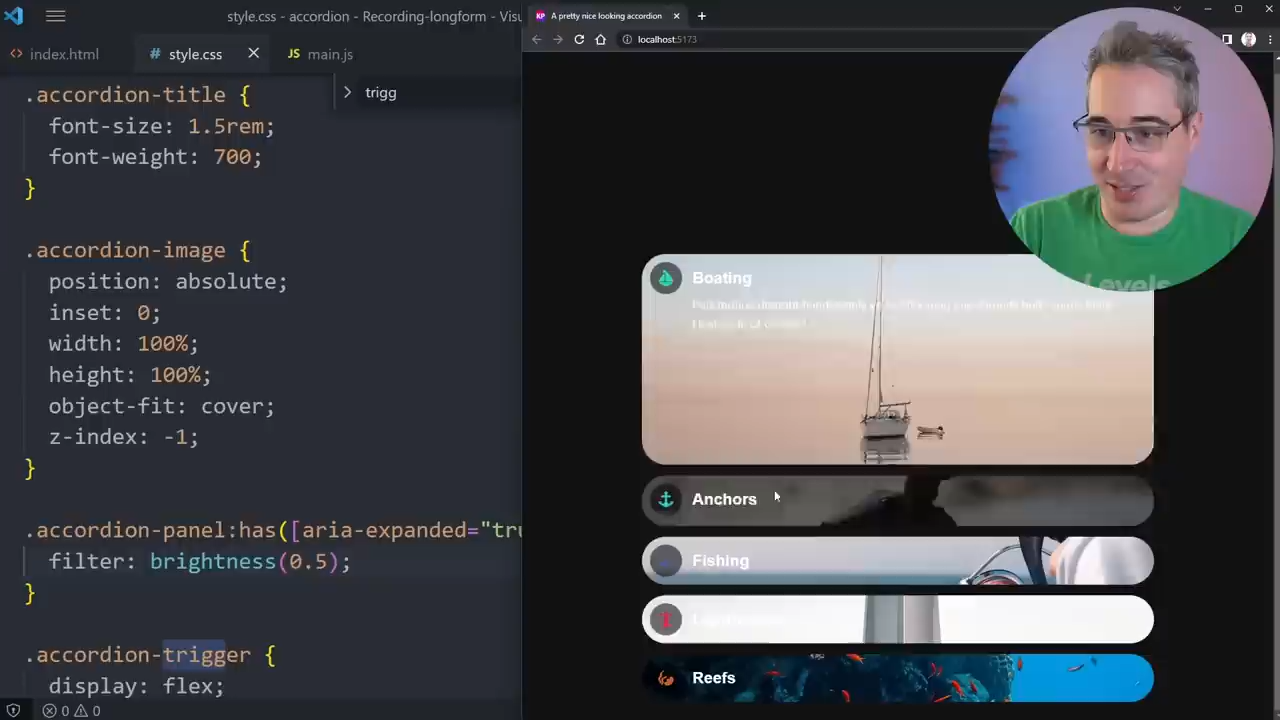 style.css - accordion - Recording-longform - Visu
index.html
# style.css
JS main.js
trigg
.accordion-title {
font-size: 1.5rem;
font-weight: 700;
}
.accordion-image {
position: absolute;
inset: 0;
width: 100%;
height: 100%;
object-fit: cover;
z-index: -1;
}
.accordion-panel:has([aria-expanded="tru
filter: brightness(0.5);
}
.accordion-trigger {
display: flex;
0 0
KP A pretty nice looking accordion
localhost:5173
Levels
Boating
Anchors
Fishing
Reefs